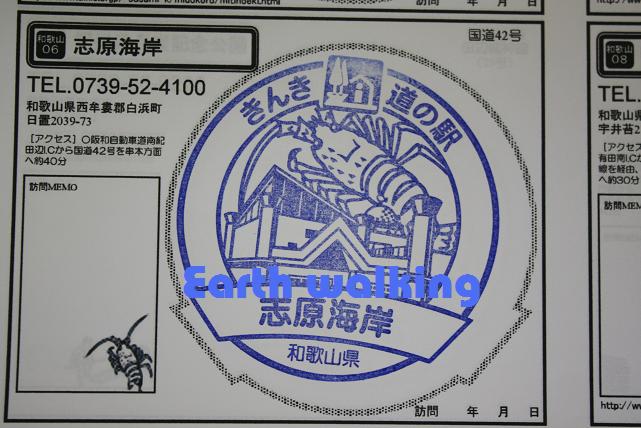 訪問 年 月 日
和歌山
06
志原海岸
国道42号
TEL.0739-52-4100
和歌山県西牟婁郡白浜町
日置2039-73
[アクセス] ○阪和自動車道南紀
田辺I.Cから国道42号を串本方面
へ約40分
訪問MEMO
きんき 道の駅
Earth walking
志原海岸
和歌山県
訪問 年 月 日
和歌山
08
TEL.
和歌山県
宇井苔2
[アクセス]
有田南I.C
線を経由、
へ約30分
訪問MEM
http://ww